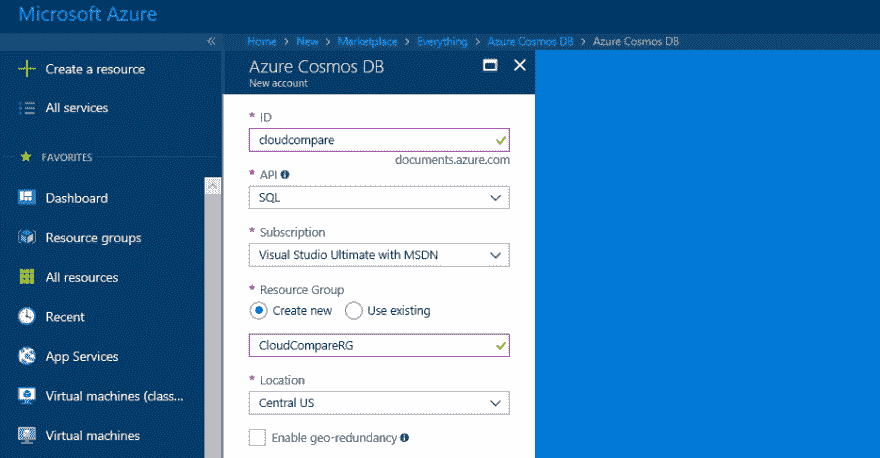 Microsoft Azure
« Home > New > Marketplace > Everything > Azure Cosmos DB > Azure Cosmos DB
Create a resource
All services
FAVORITES
Dashboard
Resource groups
All resources
Recent
App Services
Virtual machines (class...
Virtual machines
Azure Cosmos DB
New account
* ID
cloudcompare
documents.azure.com
* API
SQL
* Subscription
Visual Studio Ultimate with MSDN
* Resource Group
Create new Use existing
CloudCompareRG
* Location
Central US
Enable geo-redundancy